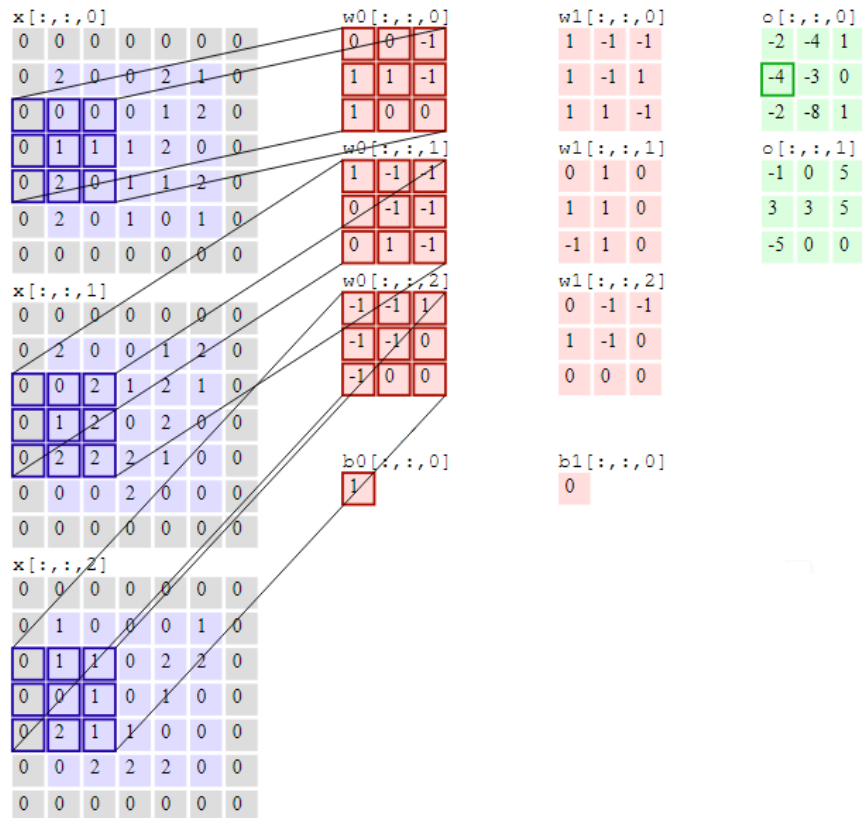 x[:,:,0]
0 0 0 0 0 0 0
0 2 0 0 2 1 0
0 0 0 0 1 2 0
0 1 1 1 2 0 0
0 2 0 1 1 2 0
0 2 0 1 0 1 0
0 0 0 0 0 0 0
x[:,:,1]
0 0 0 0 0 0 0
0 2 0 0 1 2 0
0 0 2 1 2 1 0
0 1 2 0 2 0 0
0 2 2 2 1 0 0
0 0 0 2 0 0 0
0 0 0 0 0 0 0
x[:,:,2]
0 0 0 0 0 0 0
0 1 0 0 0 1 0
0 1 1 0 2 2 0
0 0 1 0 1 0 0
0 2 1 1 0 0 0
0 0 2 2 2 0 0
0 0 0 0 0 0 0
w0[:,:,0]
0 0 -1
1 1 -1
1 0 0
w0[:,:,1]
1 -1 -1
0 -1 -1
0 1 -1
w0[:,:,2]
-1 -1 1
-1 -1 0
-1 0 0
b0[:,:,0]
1
w1[:,:,0]
1 -1 -1
1 -1 1
1 1 -1
w1[:,:,1]
0 1 0
1 1 0
-1 1 0
w1[:,:,2]
0 -1 -1
1 -1 0
0 0 0
b1[:,:,0]
0
o[:,:,0]
-2 -4 1
-4 -3 0
-2 -8 1
o[:,:,1]
-1 0 5
3 3 5
-5 0 0